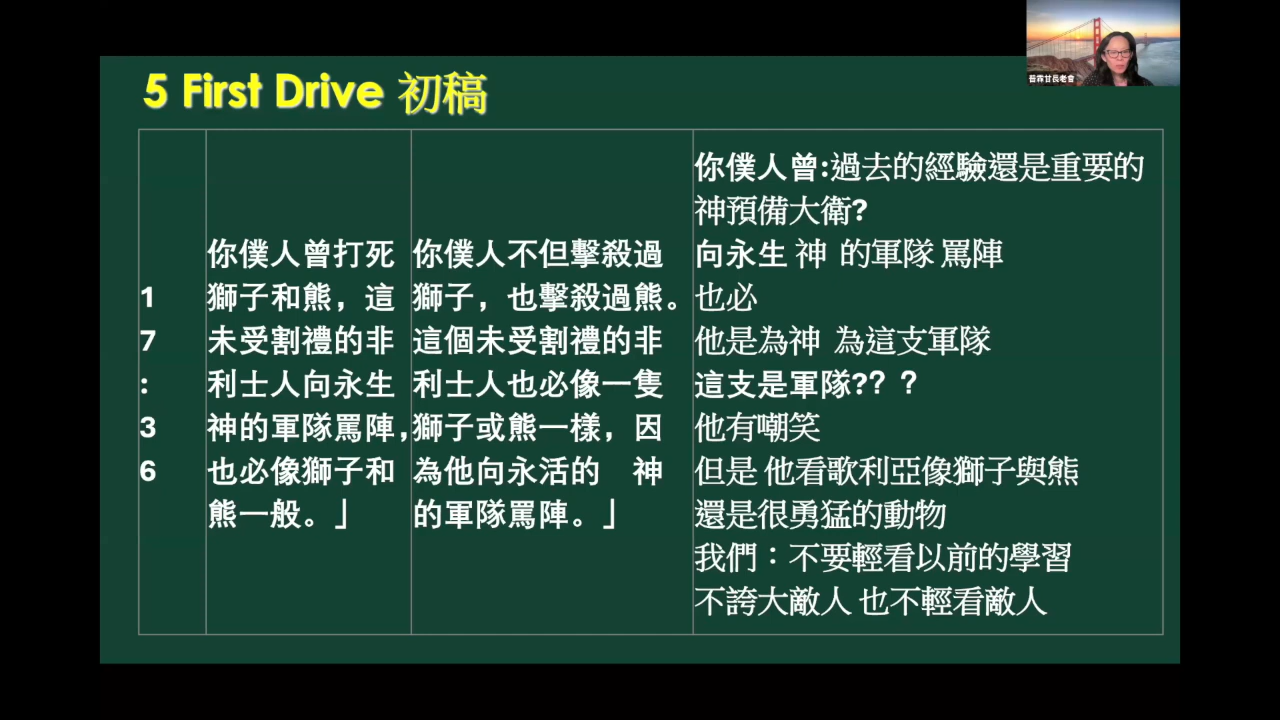 5 First Drive 初稿
普霖甘長老會
1
7
:
3
6
你僕人曾打死
獅子和熊，這
未受割禮的非
利士人向永生
神的軍隊罵陣，
也必像獅子和
熊一般。」
你僕人不但擊殺過
獅子，也擊殺過熊。
這個未受割禮的非
利士人也必像一隻
獅子或熊一樣，因
為他向永活的　神
的軍隊罵陣。」
你僕人曾:過去的經驗還是重要的
神預備大衛?
向永生 神 的軍隊 罵陣
也必
他是為神 為這支軍隊
這支是軍隊??？
他有嘲笑
但是 他看歌利亞像獅子與熊
還是很勇猛的動物
我們：不要輕看以前的學習
不誇大敵人 也不輕看敵人